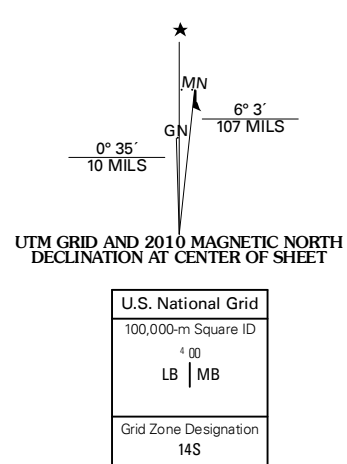 ★
MN
GN
6° 3´
107 MILS
0° 35´
10 MILS
UTM GRID AND 2010 MAGNETIC NORTH
DECLINATION AT CENTER OF SHEET
U.S. National Grid
100,000-m Square ID
4 00
LB | MB
Grid Zone Designation
14S